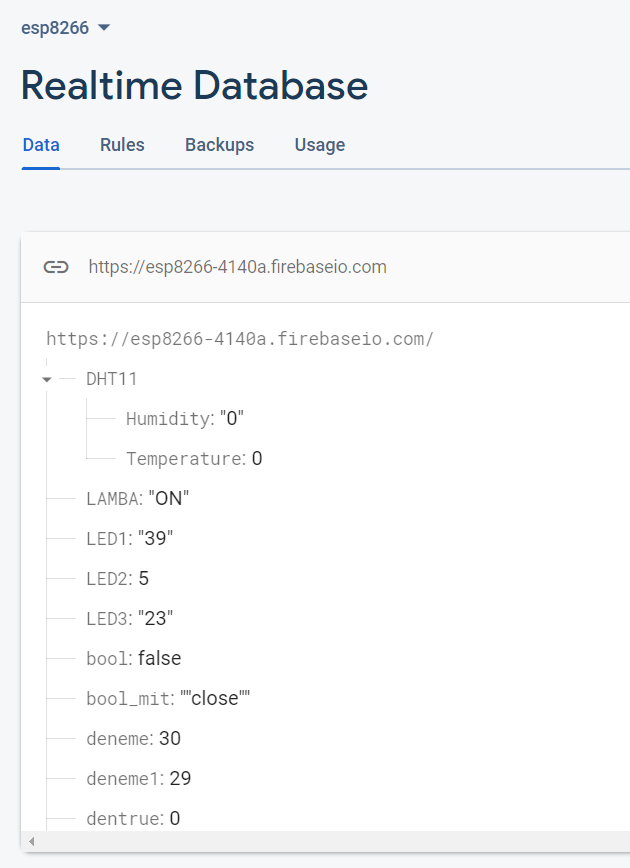 esp8266
Realtime Database
Data Rules Backups Usage
https://esp8266-4140a.firebaseio.com
https://esp8266-4140a.firebaseio.com/
DHT11
Humidity: "0"
Temperature: 0
LAMBA: "ON"
LED1: "39"
LED2: 5
LED3: "23"
bool: false
bool_mit: ""close""
deneme: 30
deneme1: 29
dentrue: 0